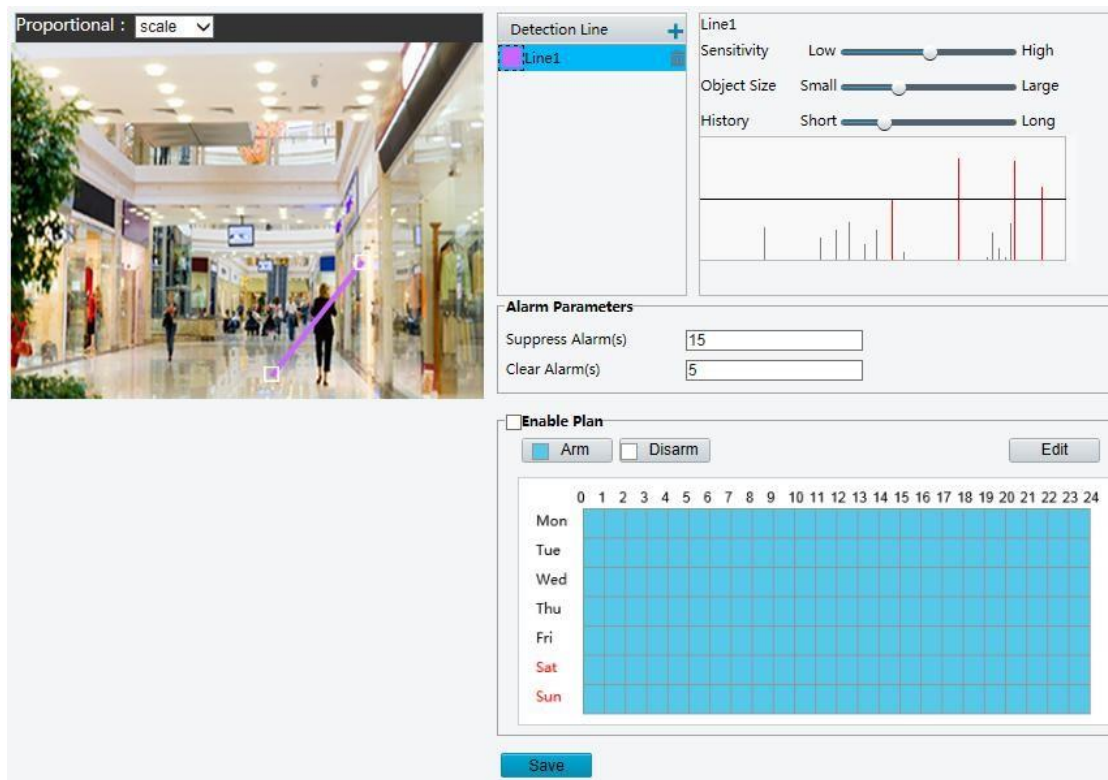 Proportional : scale
Detection Line +
Line1
Line1
Sensitivity Low High
Object Size Small Large
History Short Long
Alarm Parameters
Suppress Alarm(s) 15
Clear Alarm(s) 5
Enable Plan
Arm Disarm Edit
0 1 2 3 4 5 6 7 8 9 10 11 12 13 14 15 16 17 18 19 20 21 22 23 24
Mon
Tue
Wed
Thu
Fri
Sat
Sun
Save